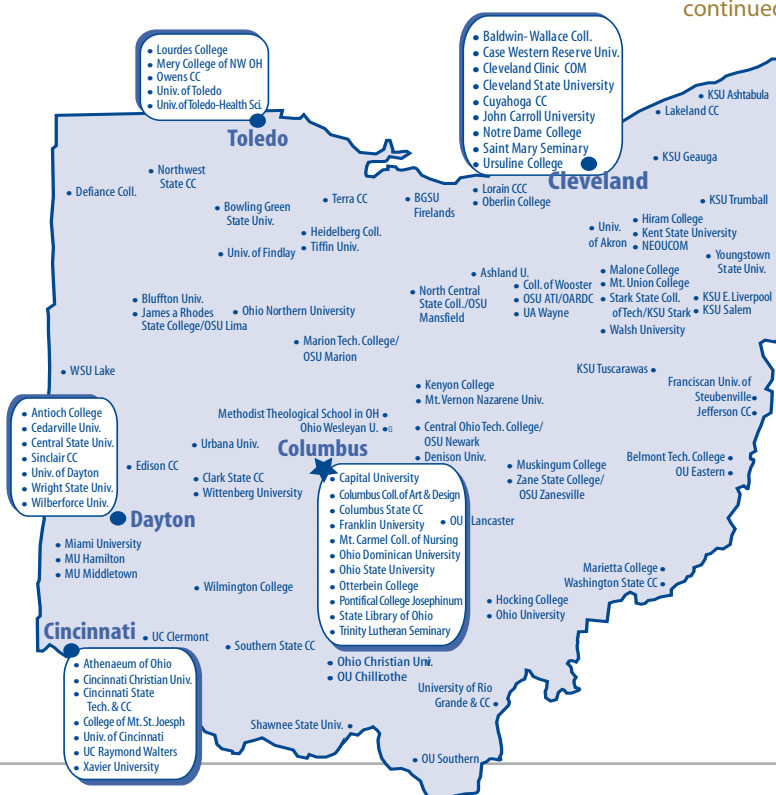 continued
• Lourdes College
• Mery College of NW OH
• Owens CC
• Univ. of Toledo
• Univ. of Toledo-Health Sci.
Toledo
• Baldwin- Wallace Coll.
• Case Western Reserve Univ.
• Cleveland Clinic COM
• Cleveland State University
• Cuyahoga CC
• John Carroll University
• Notre Dame College
• Saint Mary Seminary
• Ursuline College
Cleveland
• KSU Ashtabula
• Lakeland CC
• KSU Geauga
• Northwest
State CC
• Defiance Coll.
• Bowling Green
State Univ.
• Terra CC
• BGSU
Firelands
• Lorain CCC
• Oberlin College
• KSU Trumball
• Heidelberg Coll.
• Tiffin Univ.
• Univ. of Findlay
• Univ.
of Akron
• Hiram College
• Kent State University
• NEOUCOM
• Youngstown
State Univ.
• Ashland U.
• North Central
State Coll./OSU
Mansfield
• Coll. of Wooster
• OSU ATI/OARDC
• UA Wayne
• Malone College
• Mt. Union College
• Stark State Coll.
of Tech/KSU Stark
• Walsh University
• KSU E. Liverpool
• KSU Salem
• Bluffton Univ.
• James a Rhodes
State College/OSU Lima
• Ohio Northern University
• Marion Tech. College/
OSU Marion
• WSU Lake
KSU Tuscarawas •
Franciscan Univ. of
Steubenville •
Jefferson CC •
• Kenyon College
• Mt. Vernon Nazarene Univ.
Methodist Theological School in OH •
Ohio Wesleyan U. •
• Central Ohio Tech. College/
OSU Newark
• Denison Univ.
• Antioch College
• Cedarville Univ.
• Central State Univ.
• Sinclair CC
• Univ. of Dayton
• Wright State Univ.
• Wilberforce Univ.
Dayton
• Urbana Univ.
• Edison CC
• Clark State CC
• Wittenberg University
Columbus
• Capital University
• Columbus Coll. of Art & Design
• Columbus State CC
• Franklin University
• Mt. Carmel Coll. of Nursing
• Ohio Dominican University
• Ohio State University
• Otterbein College
• Pontifical College Josephinum
• State Library of Ohio
• Trinity Lutheran Seminary
• OU Lancaster
• Muskingum College
• Zane State College/
OSU Zanesville
Belmont Tech. College •
OU Eastern •
• Miami University
• MU Hamilton
• MU Middletown
• Wilmington College
Marietta College •
Washington State CC •
• Hocking College
• Ohio University
Cincinnati
• UC Clermont
• Southern State CC
• Athenaeum of Ohio
• Cincinnati Christian Univ.
• Cincinnati State
Tech. & CC
• College of Mt. St. Joesph
• Univ. of Cincinnati
• UC Raymond Walters
• Xavier University
• Ohio Christian Univ.
• OU Chillicothe
University of Rio
Grande & CC •
Shawnee State Univ. •
• OU Southern